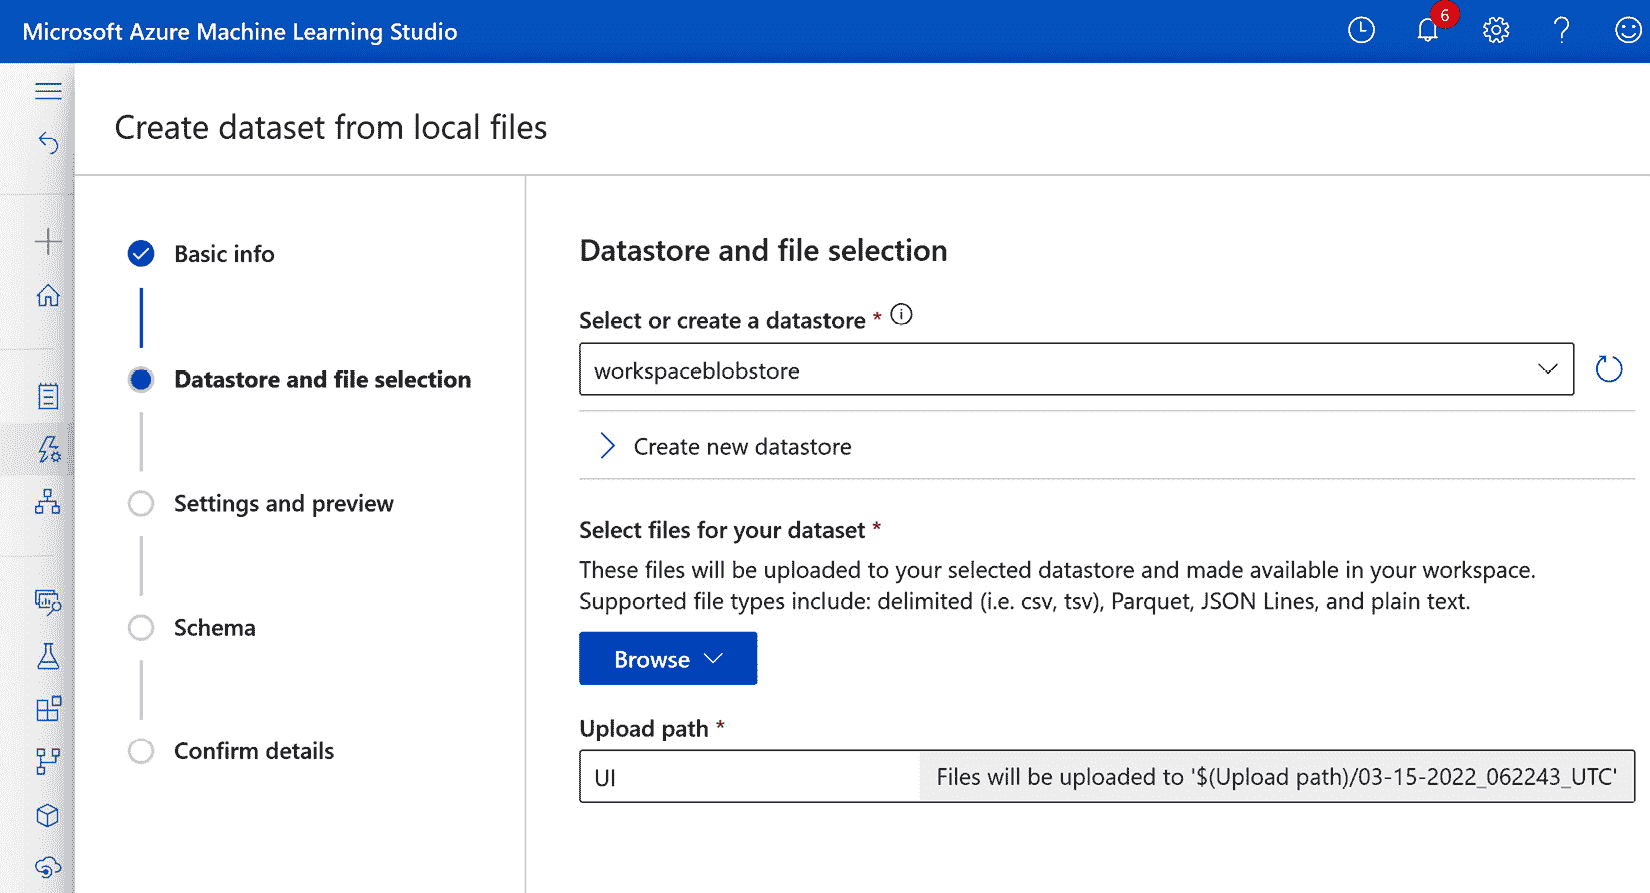 Microsoft Azure Machine Learning Studio
6
Create dataset from local files
Basic info
Datastore and file selection
Settings and preview
Schema
Confirm details
Datastore and file selection
Select or create a datastore *
workspaceblobstore
Create new datastore
Select files for your dataset *
These files will be uploaded to your selected datastore and made available in your workspace.
Supported file types include: delimited (i.e. csv, tsv), Parquet, JSON Lines, and plain text.
Browse
Upload path *
UI
Files will be uploaded to '$(Upload path)/03-15-2022_062243_UTC'